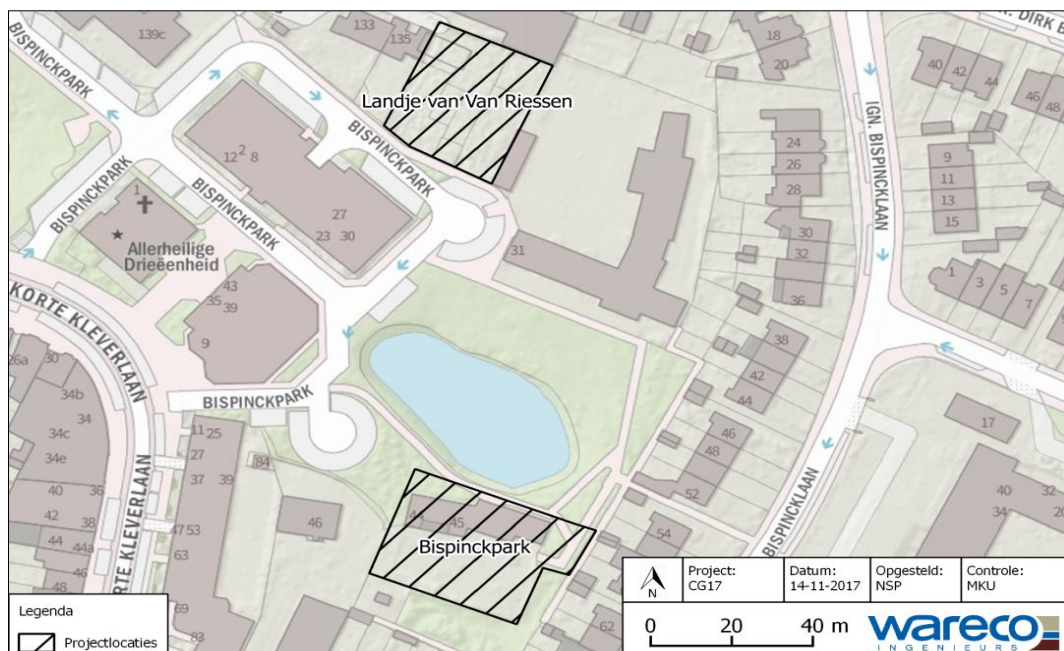 BISPINCKPARK
139c
133
135
Landje van Van Riessen
18
20
N. DIRK B
40
42
44
46
48
IGN. BISPINCKLAAN
BISPINCKPARK
12 2 8
24
26
28
9
11
13
15
BISPINCKPARK
1
BISPINCKPARK
27
23 30
30
32
36
31
Allerheilige
Drieëenheid
43
35
39
9
1
3
5
7
KORTE KLEVERLAAN
26a
30
34b
34
34c
34e
BISPINCKPARK
38
42
44
17
11
25
27
37
39
84
46
48
52
40
36
42
38
44
44a
46
48
46
47 53
63
69
83
45
Bispinckpark
54
62
BISPINCKLAAN
40
34
32
RTE KLEVERLAAN
Legenda
Projectlocaties
N
Project:
CG17
Datum:
14-11-2017
Opgesteld:
NSP
Controle:
MKU
0 20 40 m
wareco
INGENIEURS